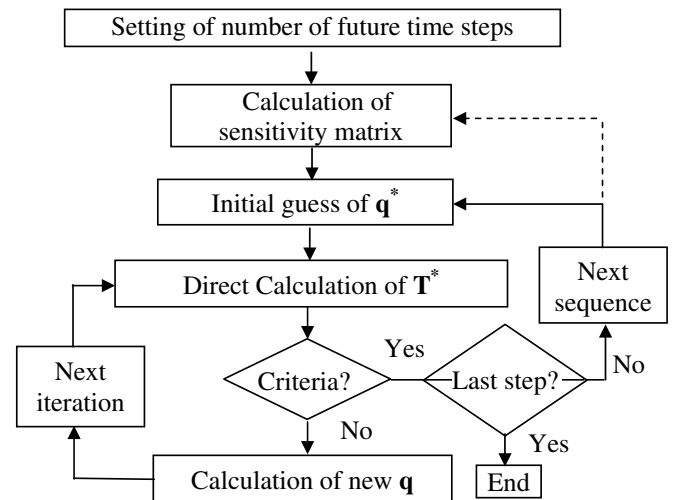 Setting of number of future time steps
Calculation of
sensitivity matrix
Initial guess of q*
Direct Calculation of T*
Next
sequence
Yes
Criteria?
Last step?
No
Next
iteration
No
Yes
Calculation of new q
End